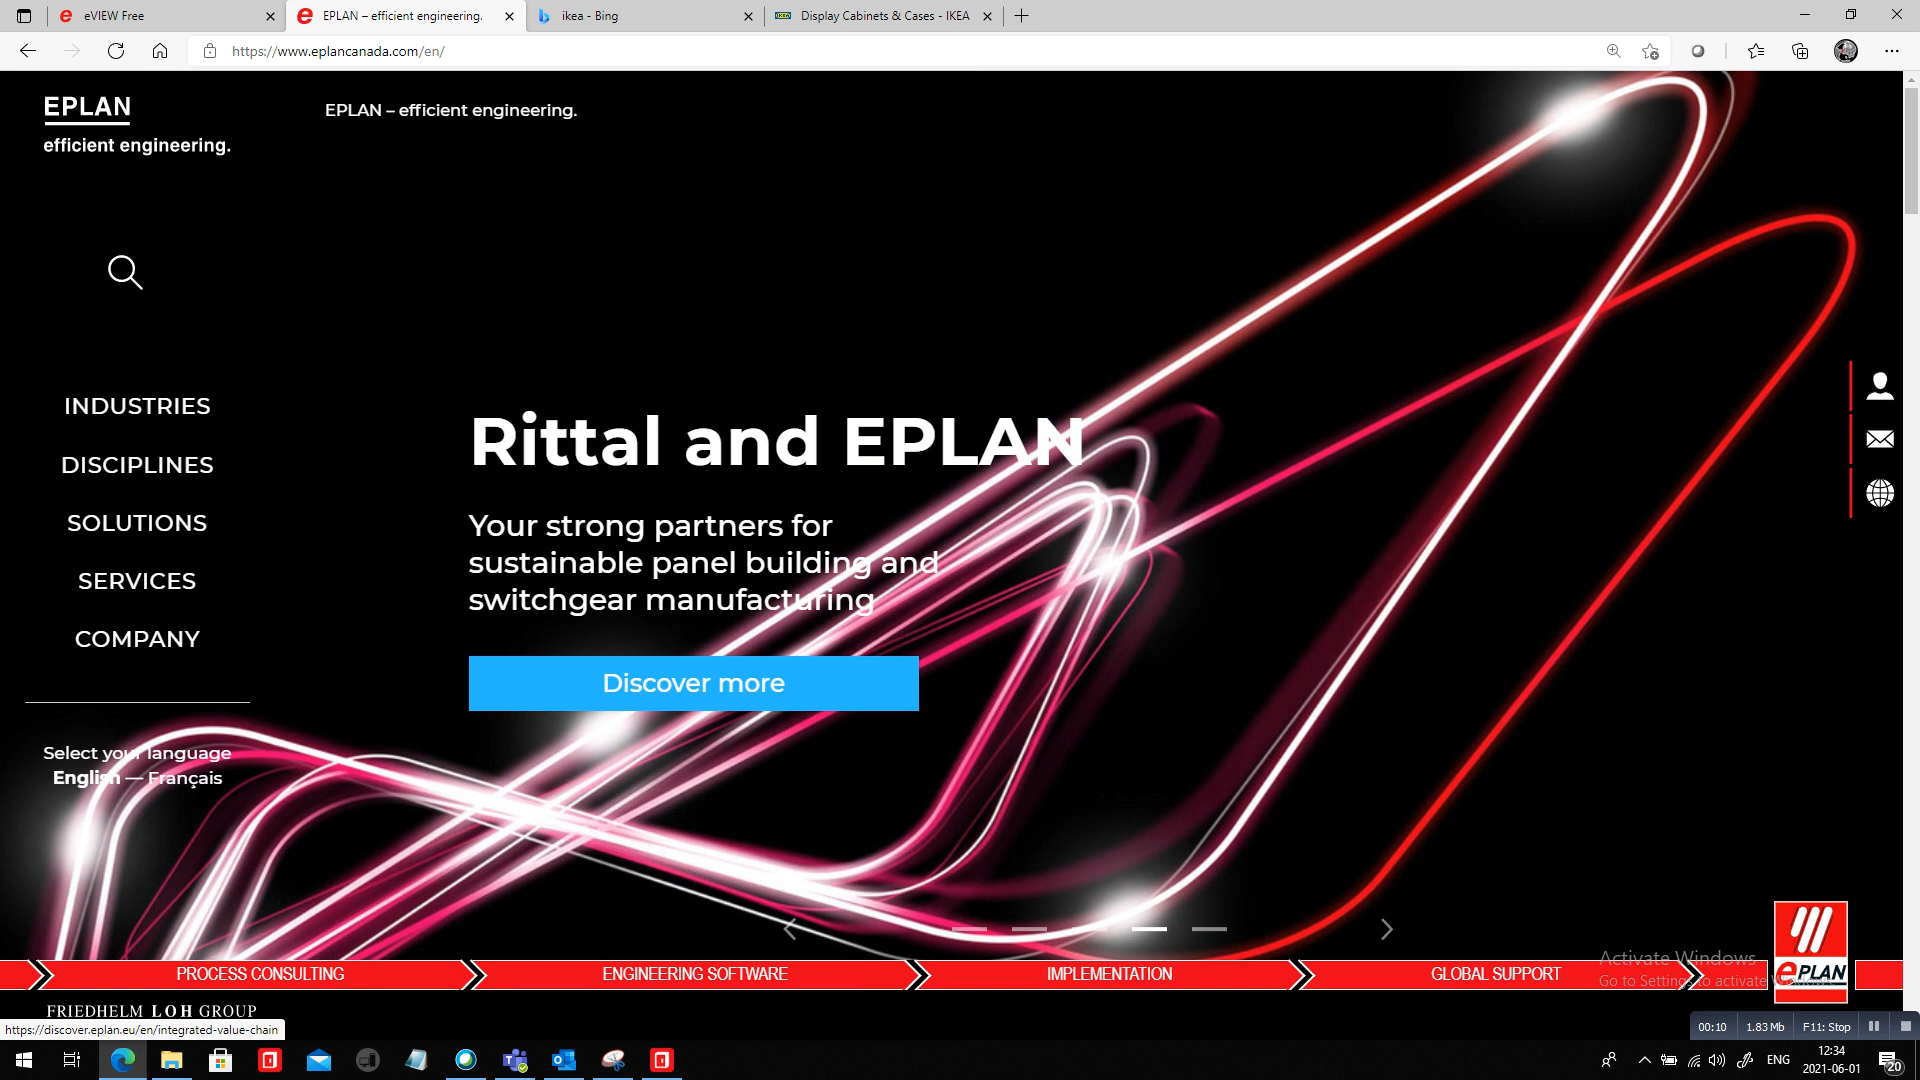 eVIEW Free
EPLAN – efficient engineering.
ikea - Bing
Display Cabinets & Cases - IKEA
https://www.eplancanada.com/en/
EPLAN
efficient engineering.
EPLAN – efficient engineering.
INDUSTRIES
DISCIPLINES
SOLUTIONS
SERVICES
COMPANY
Rittal and EPLAN
Your strong partners for
sustainable panel building and
switchgear manufacturing
Discover more
Select your language
English — Français
PROCESS CONSULTING
ENGINEERING SOFTWARE
IMPLEMENTATION
GLOBAL SUPPORT
ePLAN
Activate Windows
Go to Settings to activate
FRIEDHELM LOH GROUP
https://discover.eplan.eu/en/integrated-value-chain
00:10
1.83 Mb
F11: Stop
ENG
12:34
2021-06-01
20